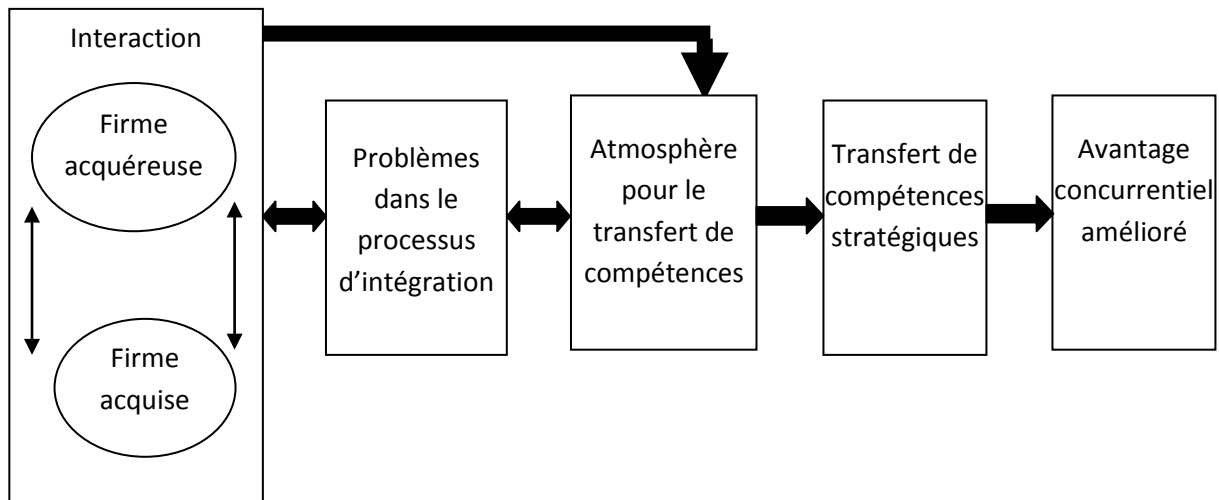 Interaction
Firme
acquéreuse
Firme
acquise
Problèmes
dans le
processus
d’intégration
Atmosphère
pour le
transfert de
compétences
Transfert de
compétences
stratégiques
Avantage
concurrentiel
amélioré